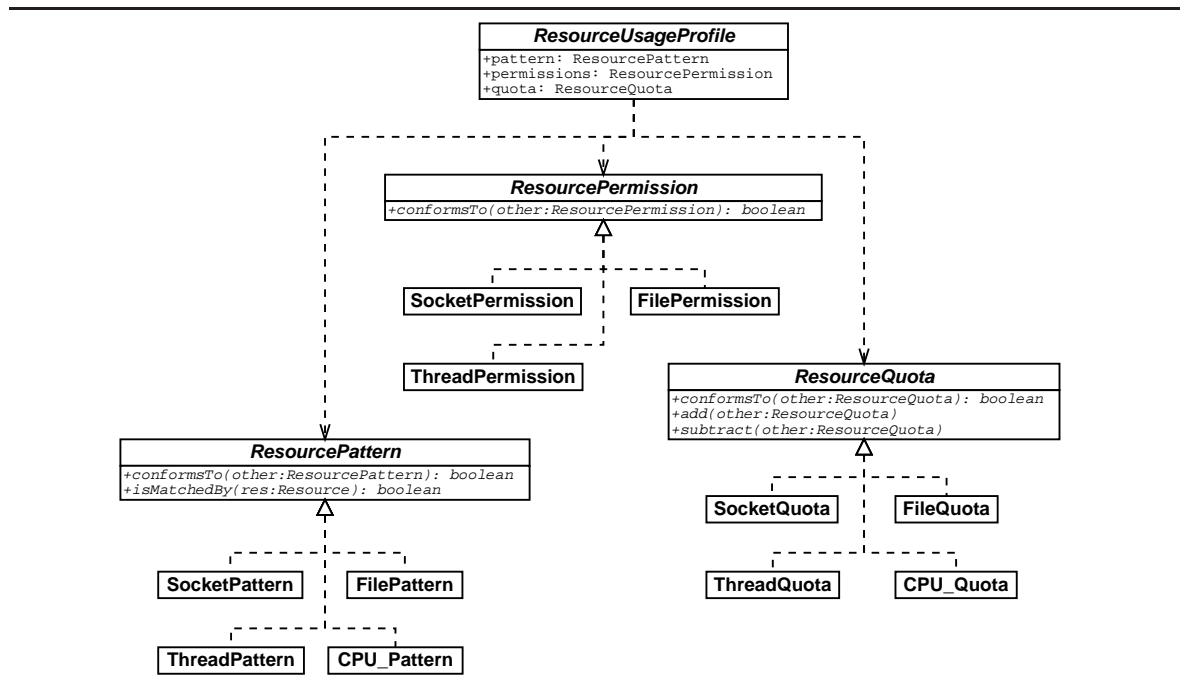 ResourceUsageProfile
+pattern: ResourcePattern
+permissions: ResourcePermission
+quota: ResourceQuota
ResourcePermission
+conformsTo(other:ResourcePermission): boolean
SocketPermission
FilePermission
ThreadPermission
ResourceQuota
+conformsTo(other:ResourceQuota): boolean
+add(other:ResourceQuota)
+subtract(other:ResourceQuota)
ResourcePattern
+conformsTo(other:ResourcePattern): boolean
+isMatchedBy(res:Resource): boolean
SocketQuota
FileQuota
ThreadQuota
CPU_Quota
SocketPattern
FilePattern
ThreadPattern
CPU_Pattern